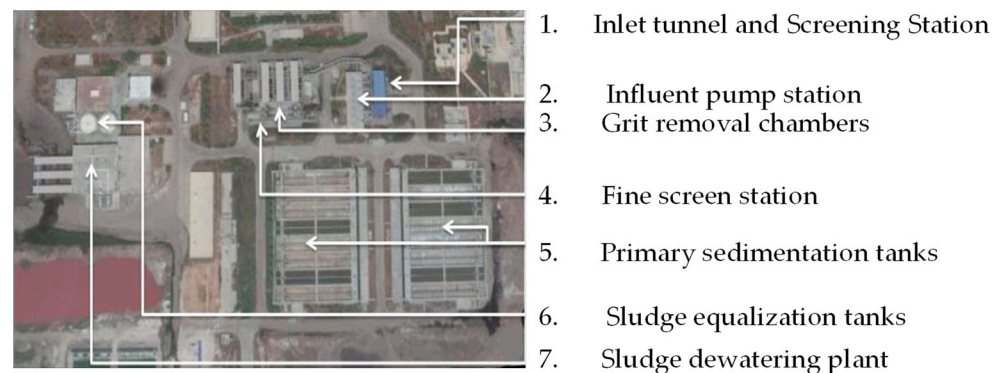 1. Inlet tunnel and Screening Station
2. Influent pump station
3. Grit removal chambers
4. Fine screen station
5. Primary sedimentation tanks
6. Sludge equalization tanks
7. Sludge dewatering plant